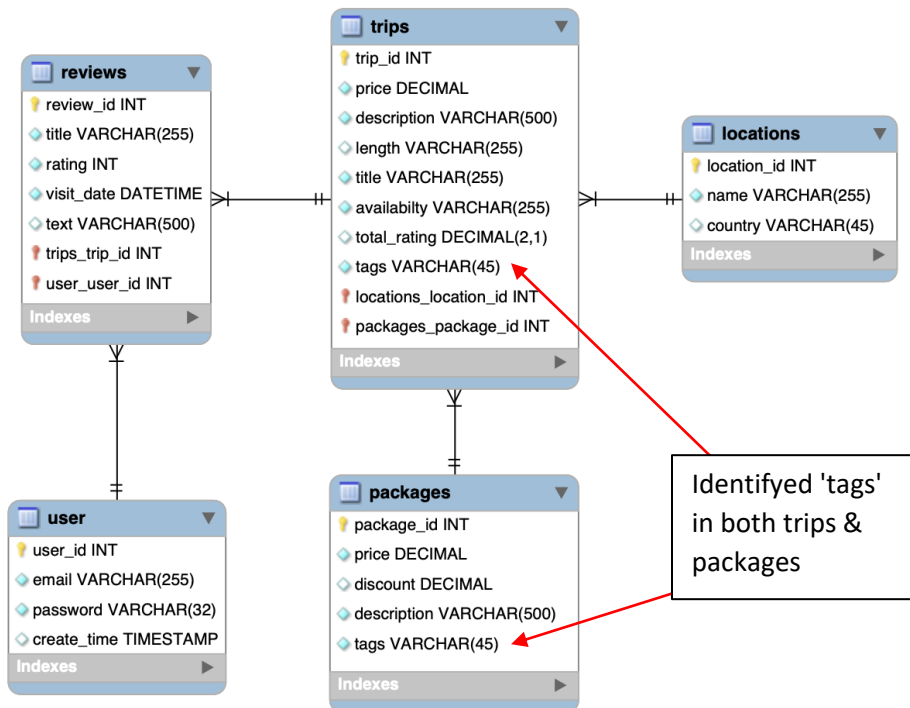 reviews
review_id INT
title VARCHAR(255)
rating INT
visit_date DATETIME
text VARCHAR(500)
trips_trip_id INT
user_user_id INT
Indexes
trips
trip_id INT
price DECIMAL
description VARCHAR(500)
length VARCHAR(255)
title VARCHAR(255)
availabilty VARCHAR(255)
total_rating DECIMAL(2,1)
tags VARCHAR(45)
locations_location_id INT
packages_package_id INT
Indexes
locations
location_id INT
name VARCHAR(255)
country VARCHAR(45)
Indexes
user
user_id INT
email VARCHAR(255)
password VARCHAR(32)
create_time TIMESTAMP
Indexes
packages
package_id INT
price DECIMAL
discount DECIMAL
description VARCHAR(500)
tags VARCHAR(45)
Indexes
Identifyed 'tags'
in both trips &
packages